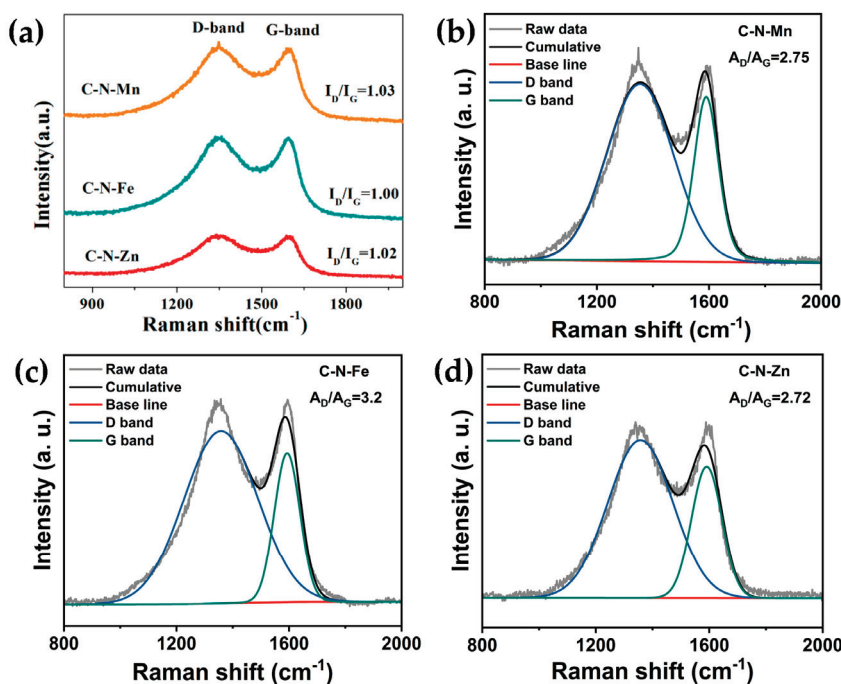 (a)
D-band
G-band
C-N-Mn
I_D/I_G=1.03
C-N-Fe
I_D/I_G=1.00
C-N-Zn
I_D/I_G=1.02
Intensity(a.u.)
900 1200 1500 1800
Raman shift(cm⁻¹)
(b)
Raw data
Cumulative
Base line
D band
G band
C-N-Mn
A_D/A_G=2.75
Intensity (a. u.)
800 1200 1600 2000
Raman shift (cm⁻¹)
(c)
Raw data
Cumulative
Base line
D band
G band
C-N-Fe
A_D/A_G=3.2
Intensity (a. u.)
800 1200 1600 2000
Raman shift (cm⁻¹)
(d)
Raw data
Cumulative
Base line
D band
G band
C-N-Zn
A_D/A_G=2.72
Intensity (a. u.)
800 1200 1600 2000
Raman shift (cm⁻¹)